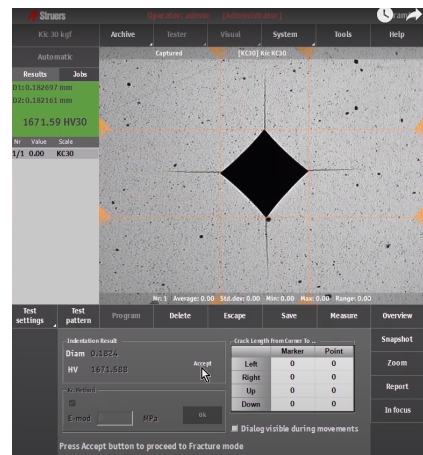 Struers
Operator: admin [Administrator]
Kic 30 kgf Archive Tester Visual System Tools Help
Automatic
Captured [KC30] Kic KC30
Results Jobs
D1:0.182697 mm
D2:0.182161 mm
1671.59 HV30
Nr Value Scale
1/1 0.00 KC30
Nr: 1 Average: 0.00 Std.dev: 0.00 Min: 0.00 Max: 0.00 Range: 0.00
Test settings Test pattern Program Delete Escape Save Measure Overview
Indentation Result
Diam 0.1824
HV 1671.588
Accept
Crack Length from Corner To ..
Marker Point
Left 0 0
Right 0 0
Up 0 0
Down 0 0
E-mod MPa Ok
Dialog visible during movements
Press Accept button to proceed to Fracture mode
Snapshot
Zoom
Report
In focus